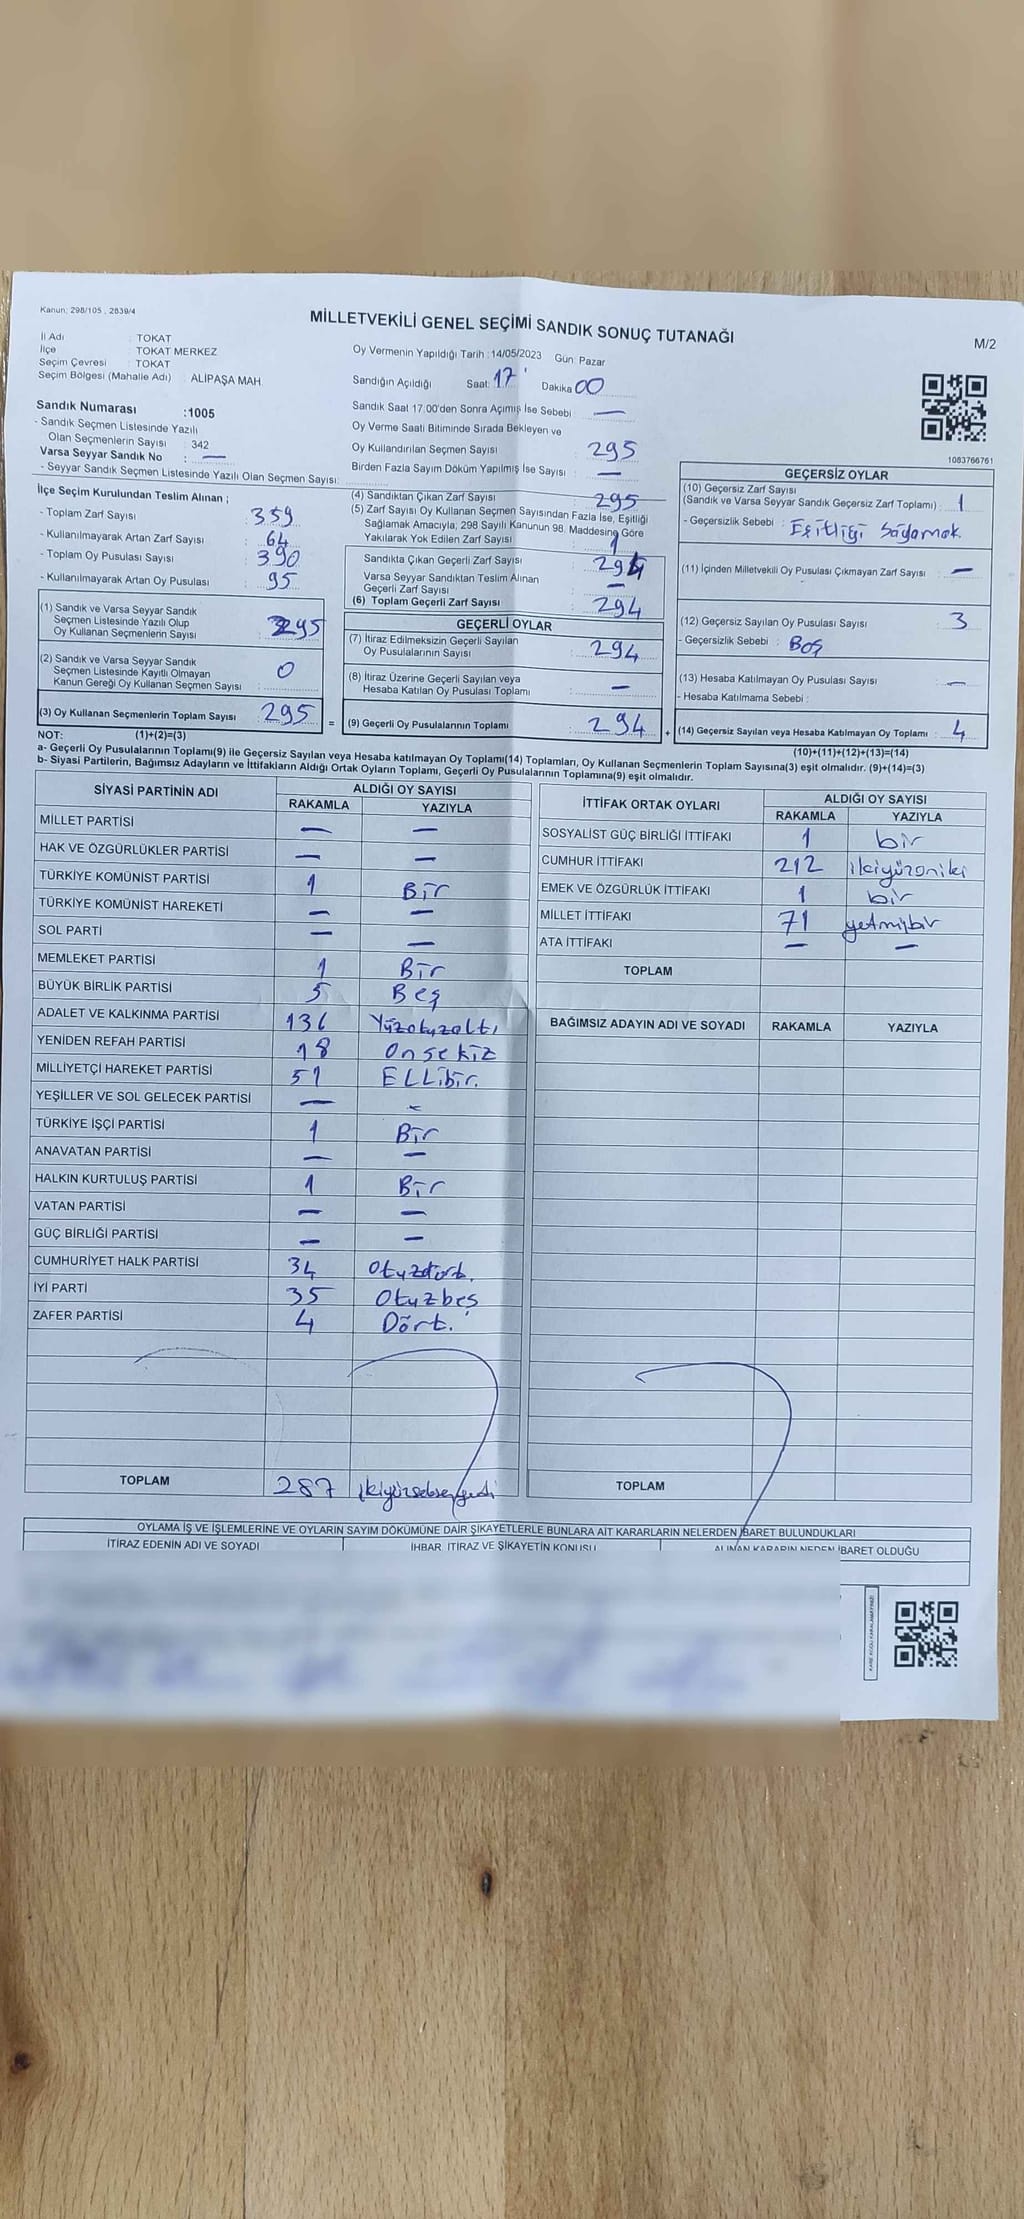 Kanun; 298/105 , 2839/4
MİLLETVEKİLİ GENEL SEÇİMİ SANDIK SONUÇ TUTANAĞI
M/2
İl Adı : TOKAT
İlçe TOKAT MERKEZ
Seçim Çevresi : TOKAT
Seçim Bölgesi (Mahalle Adı) ALİPAŞA MAH.
Sandık Numarası :1005
- Sandık Seçmen Listesinde Yazılı
Olan Seçmenlerin Sayısı : 342
Varsa Seyyar Sandık No : —
- Seyyar Sandık Seçmen Listesinde Yazılı Olan Seçmen Sayısı:
Oy Vermenin Yapıldığı Tarih : 14/05/2023 Gün: Pazar
Sandığın Açıldığı Saat: 17 Dakika 00
Sandık Saat 17.00'den Sonra Açımış İse Sebebi : —
Oy Verme Saati Bitiminde Sırada Bekleyen ve
Oy Kullandırılan Seçmen Sayısı : 295
Birden Fazla Sayım Döküm Yapılmış İse Sayısı : —
1083766761
İlçe Seçim Kurulundan Teslim Alınan ;
- Toplam Zarf Sayısı : 359
- Kullanılmayarak Artan Zarf Sayısı : 64
- Toplam Oy Pusulası Sayısı : 390
- Kullanılmayarak Artan Oy Pusulası : 95
(1) Sandık ve Varsa Seyyar Sandık
Seçmen Listesinde Yazılı Olup
Oy Kullanan Seçmenlerin Sayısı : 295
(2) Sandık ve Varsa Seyyar Sandık
Seçmen Listesinde Kayıtlı Olmayan
Kanun Gereği Oy Kullanan Seçmen Sayısı : 0
(3) Oy Kullanan Seçmenlerin Toplam Sayısı : 295
(4) Sandıktan Çıkan Zarf Sayısı : 295
(5) Zarf Sayısı Oy Kullanan Seçmen Sayısından Fazla İse, Eşitliği
Sağlamak Amacıyla; 298 Sayılı Kanunun 98. Maddesine Göre
Yakılarak Yok Edilen Zarf Sayısı : 1
Sandıkta Çıkan Geçerli Zarf Sayısı : 294
Varsa Seyyar Sandıktan Teslim Alınan
Geçerli Zarf Sayısı : —
(6) Toplam Geçerli Zarf Sayısı : 294
GEÇERLİ OYLAR
(7) İtiraz Edilmeksizin Geçerli Sayılan
Oy Pusulalarının Sayısı : 294
(8) İtiraz Üzerine Geçerli Sayılan veya
Hesaba Katılan Oy Pusulası Toplamı : —
= (9) Geçerli Oy Pusulalarının Toplamı : 294
GEÇERSİZ OYLAR
(10) Geçersiz Zarf Sayısı
(Sandık ve Varsa Seyyar Sandık Geçersiz Zarf Toplamı) : 1
- Geçersizlik Sebebi : Eşitliği Sağlamak
(11) İçinden Milletvekili Oy Pusulası Çıkmayan Zarf Sayısı : —
(12) Geçersiz Sayılan Oy Pusulası Sayısı : 3
- Geçersizlik Sebebi : Boş
(13) Hesaba Katılmayan Oy Pusulası Sayısı : —
- Hesaba Katılmama Sebebi :
+ (14) Geçersiz Sayılan veya Hesaba Katılmayan Oy Toplamı : 4
NOT: (1)+(2)=(3)
(10)+(11)+(12)+(13)=(14)
a- Geçerli Oy Pusulalarının Toplamı(9) ile Geçersiz Sayılan veya Hesaba katılmayan Oy Toplamı(14) Toplamları, Oy Kullanan Seçmenlerin Toplam Sayısına(3) eşit olmalıdır. (9)+(14)=(3)
b- Siyasi Partilerin, Bağımsız Adayların ve İttifakların Aldığı Ortak Oyların Toplamı, Geçerli Oy Pusulalarının Toplamına(9) eşit olmalıdır.
SİYASİ PARTİNİN ADI ALDIĞI OY SAYISI
RAKAMLA YAZIYLA
MİLLET PARTİSİ — —
HAK VE ÖZGÜRLÜKLER PARTİSİ — —
TÜRKİYE KOMÜNİST PARTİSİ 1 Bir
TÜRKİYE KOMÜNİST HAREKETİ — —
SOL PARTİ — —
MEMLEKET PARTİSİ 1 Bir
BÜYÜK BİRLİK PARTİSİ 5 Beş
ADALET VE KALKINMA PARTİSİ 136 Yüzotuzaltı
YENİDEN REFAH PARTİSİ 18 Onsekiz
MİLLİYETÇİ HAREKET PARTİSİ 51 ELLibir.
YEŞİLLER VE SOL GELECEK PARTİSİ — —
TÜRKİYE İŞÇİ PARTİSİ 1 Bir
ANAVATAN PARTİSİ — —
HALKIN KURTULUŞ PARTİSİ 1 Bir
VATAN PARTİSİ — —
GÜÇ BİRLİĞİ PARTİSİ — —
CUMHURİYET HALK PARTİSİ 34 Otuzdört.
İYİ PARTİ 35 Otuzbeş
ZAFER PARTİSİ 4 Dört.
TOPLAM 287 ikiyüzseksenyedi
İTTİFAK ORTAK OYLARI ALDIĞI OY SAYISI
RAKAMLA YAZIYLA
SOSYALİST GÜÇ BİRLİĞİ İTTİFAKI 1 bir
CUMHUR İTTİFAKI 212 ikiyüzoniki
EMEK VE ÖZGÜRLÜK İTTİFAKI 1 bir
MİLLET İTTİFAKI 71 yetmişbir
ATA İTTİFAKI — —
TOPLAM
BAĞIMSIZ ADAYIN ADI VE SOYADI RAKAMLA YAZIYLA
TOPLAM
OYLAMA İŞ VE İŞLEMLERİNE VE OYLARIN SAYIM DÖKÜMÜNE DAİR ŞİKAYETLERLE BUNLARA AİT KARARLARIN NELERDEN İBARET BULUNDUKLARI
İTİRAZ EDENİN ADI VE SOYADI İHBAR, İTİRAZ VE ŞİKAYETİN KONUSU ALINAN KARARIN NEDEN İBARET OLDUĞU